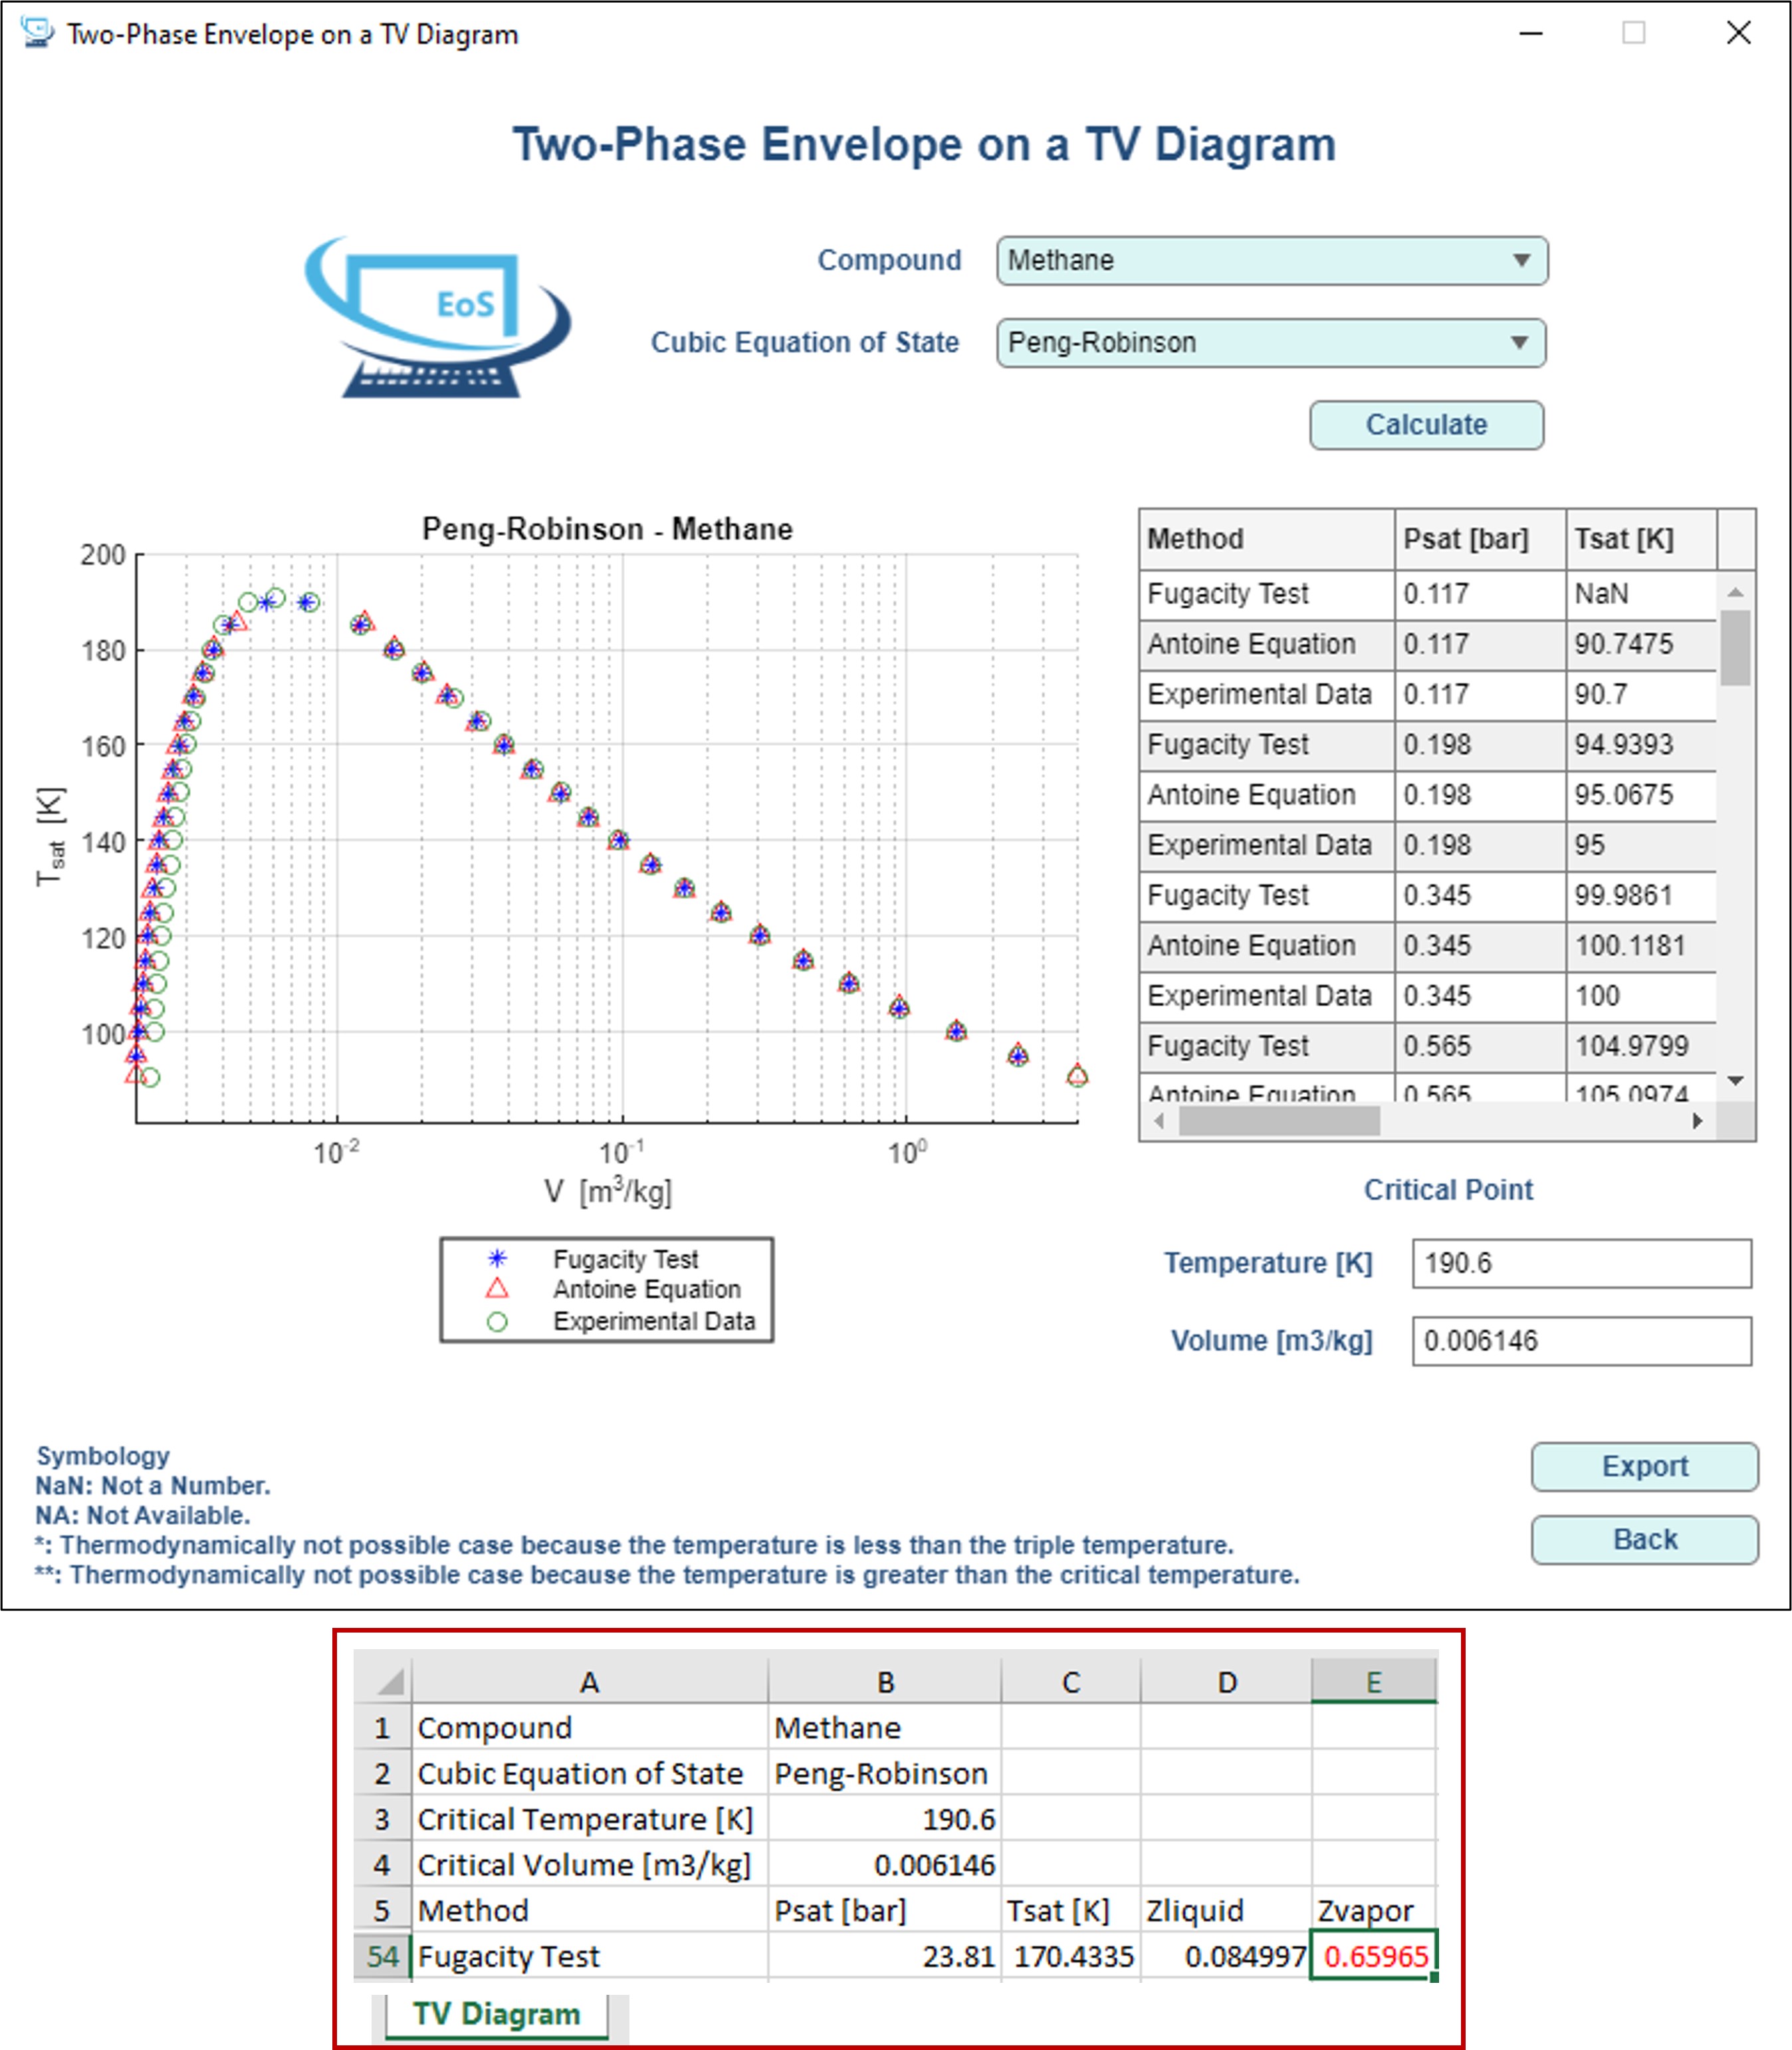 Two-Phase Envelope on a TV Diagram
Two-Phase Envelope on a TV Diagram
EoS
Compound Methane
Cubic Equation of State Peng-Robinson
Calculate
Peng-Robinson - Methane
200
180
160
140
120
100
T_sat [K]
10^-2 10^-1 10^0
V [m^3/kg]
Fugacity Test
Antoine Equation
Experimental Data
Method Psat [bar] Tsat [K]
Fugacity Test 0.117 NaN
Antoine Equation 0.117 90.7475
Experimental Data 0.117 90.7
Fugacity Test 0.198 94.9393
Antoine Equation 0.198 95.0675
Experimental Data 0.198 95
Fugacity Test 0.345 99.9861
Antoine Equation 0.345 100.1181
Experimental Data 0.345 100
Fugacity Test 0.565 104.9799
Antoine Equation 0.565 105.0974
Critical Point
Temperature [K] 190.6
Volume [m3/kg] 0.006146
Symbology
NaN: Not a Number.
NA: Not Available.
*: Thermodynamically not possible case because the temperature is less than the triple temperature.
**: Thermodynamically not possible case because the temperature is greater than the critical temperature.
Export
Back
A B C D E
1 Compound Methane
2 Cubic Equation of State Peng-Robinson
3 Critical Temperature [K] 190.6
4 Critical Volume [m3/kg] 0.006146
5 Method Psat [bar] Tsat [K] Zliquid Zvapor
54 Fugacity Test 23.81 170.4335 0.084997 0.65965
TV Diagram